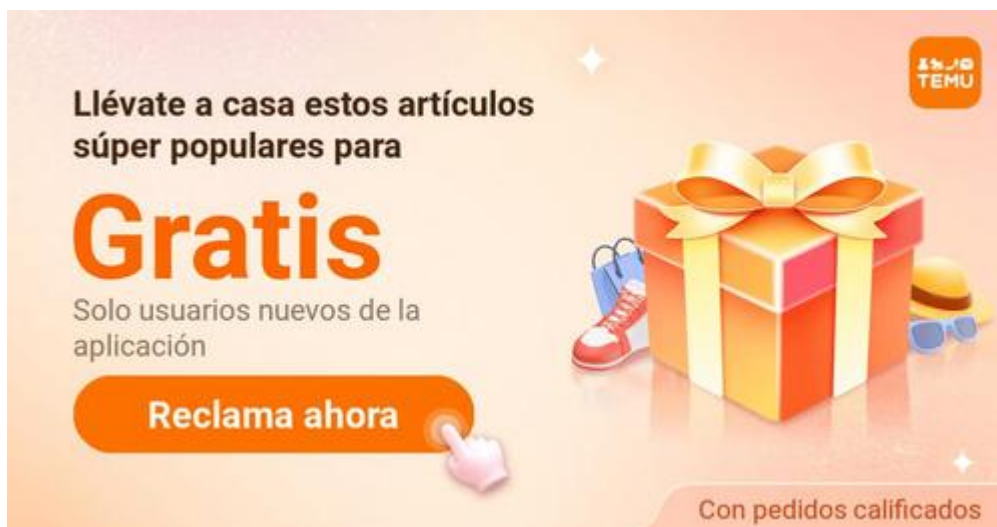 TEMU
Llévate a casa estos artículos
súper populares para
Gratis
Solo usuarios nuevos de la
aplicación
Reclama ahora
Con pedidos calificados